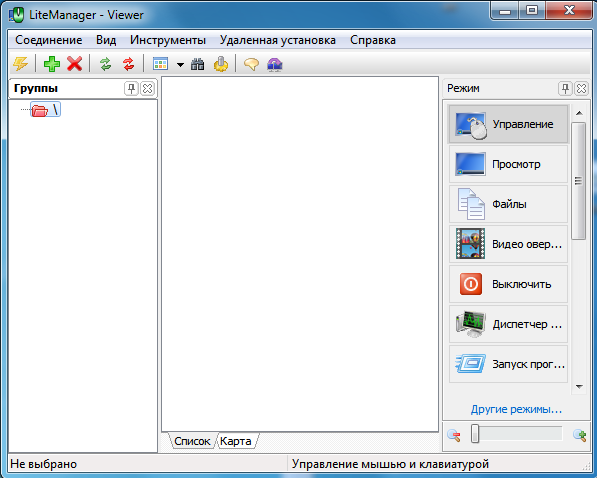 LiteManager - Viewer
Соединение Вид Инструменты Удаленная установка Справка
Группы
\
Режим
Управление
Просмотр
Файлы
Видео овер...
Выключить
Диспетчер ...
Запуск прог...
Другие режимы...
Список Карта
Не выбрано
Управление мышью и клавиатурой